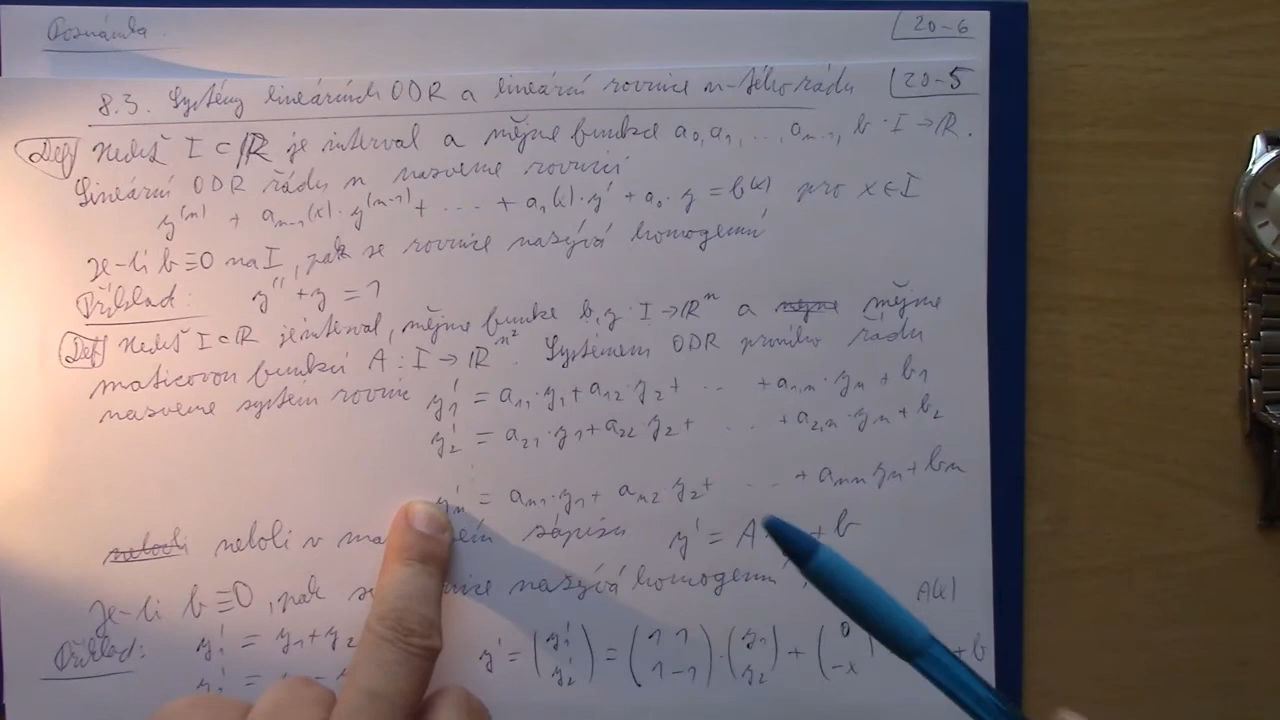 Poznámka.
20-6
8.3. Systémy lineárních ODR a lineární rovnice n-tého řádu
20-5
Def Nechť I ⊂ R je interval a mějme funkce a₀, a₁, ..., aₙ₋₁, b : I → R.
Lineární ODR řádu n nazveme rovnici
y⁽ⁿ⁾ + aₙ₋₁(x)·y⁽ⁿ⁻¹⁾ + ... + a₁(x)·y' + a₀·y = b(x) pro x ∈ I
Je-li b ≡ 0 na I, pak se rovnice nazývá homogenní
Příklad: y'' + y = 1
Def Nechť I ⊂ R je interval, mějme funkce b, y : I → Rⁿ a mějme
maticovou funkci A : I → R^n². Systémem ODR prvního řádu
nazveme systém rovnic y₁' = a₁₁·y₁ + a₁₂·y₂ + ... + a₁,ₙ·yₙ + b₁
y₂' = a₂₁·y₁ + a₂₂·y₂ + ... + a₂,ₙ·yₙ + b₂
yₙ' = aₙ₁·y₁ + aₙ₂·y₂ + ... + aₙₙ yₙ + bₙ
neboli v zápisu y' = A + b
Je-li b ≡ 0, pak nazývá homogenní
A(x)
Příklad: y₁' = y₁ + y₂ y' = (y₁' y₂') = (1 1 1 -1)·(y₁ y₂) + (0 -x) + b
y₂' =